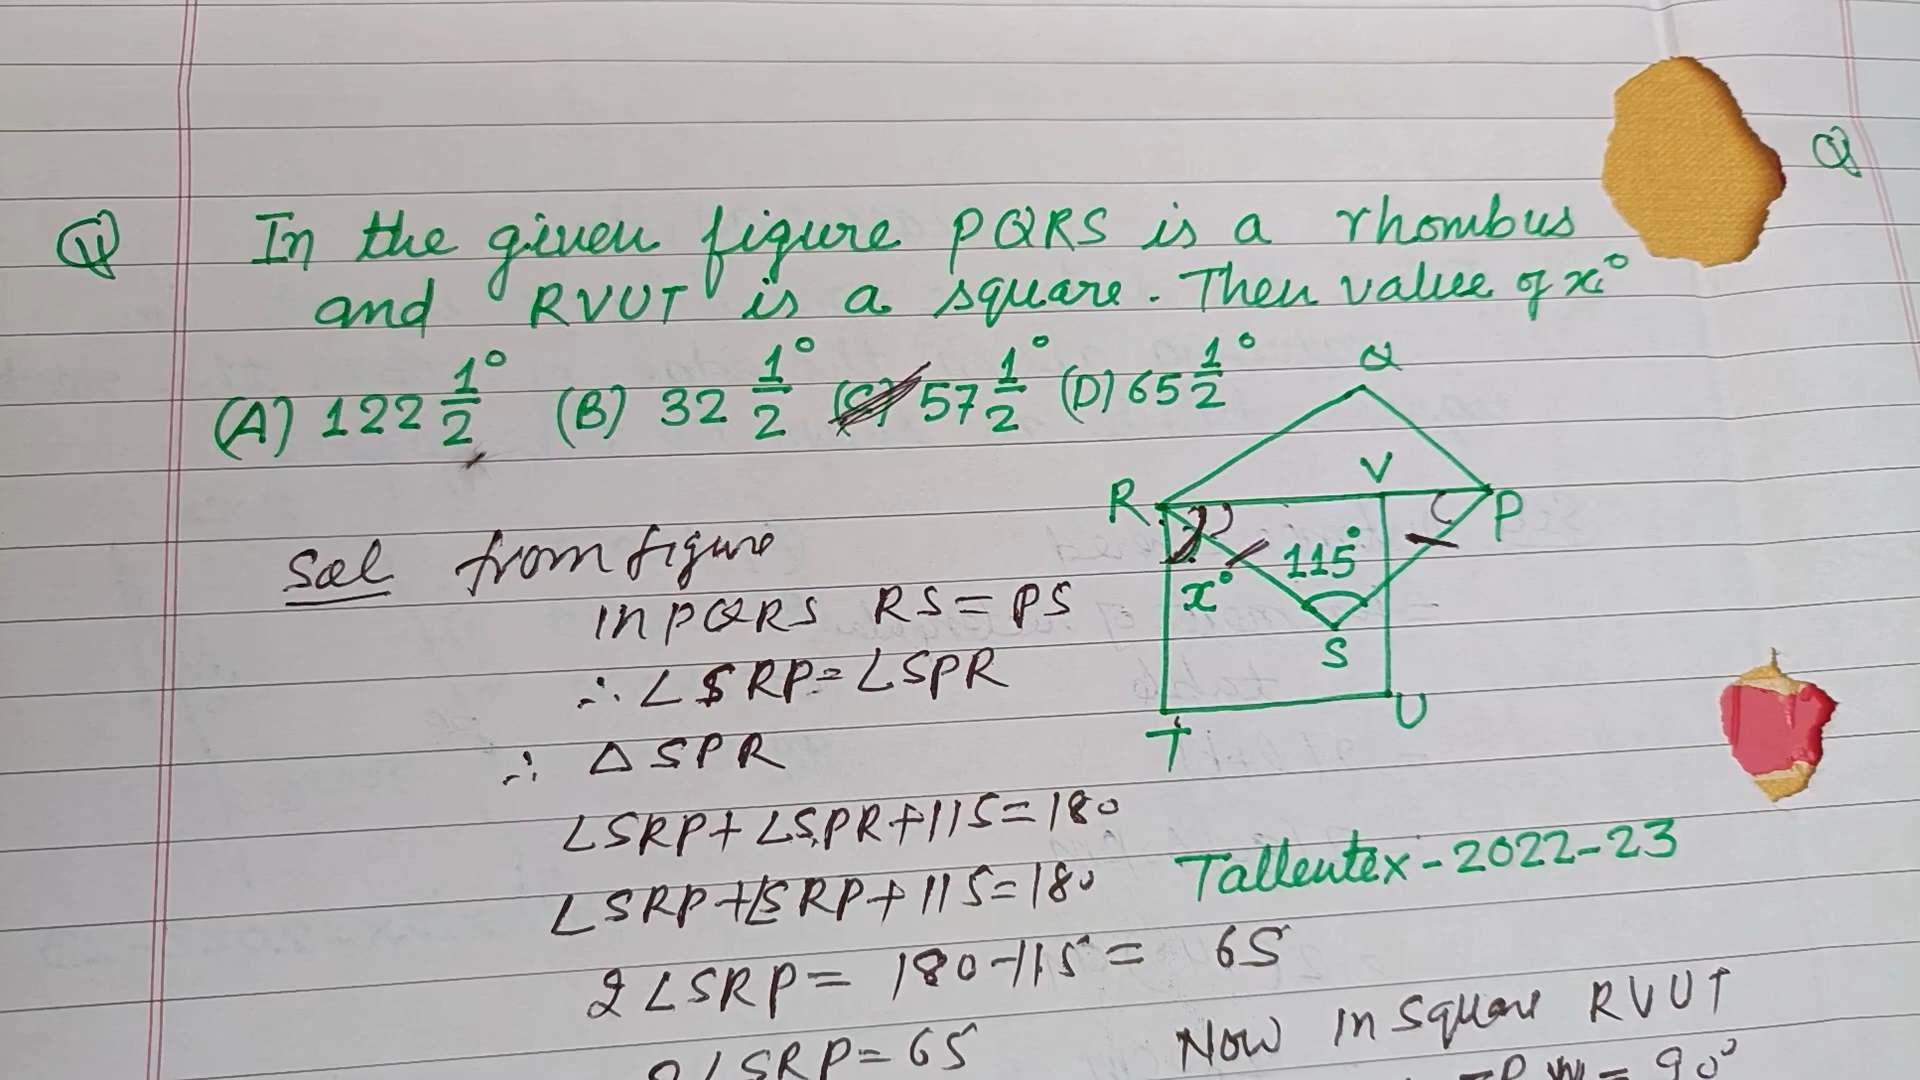 Q In the given figure PQRS is a rhombus
and RVUT is a square. Then value of x°
(A) 122 1/2° (B) 32 1/2° (C) 57 1/2° (D) 65 1/2°
Q
Q
V
R
P
115°
x°
S
T
U
Sol from figure
in PQRS RS = PS
∴ ∠SRP = ∠SPR
∴ △SPR
∠SRP + ∠SPR + 115 = 180
∠SRP + ∠SRP + 115 = 180
Tallentex - 2022-23
2∠SRP = 180 - 115 = 65
2∠SRP = 65
Now in Square RVUT
= 90°